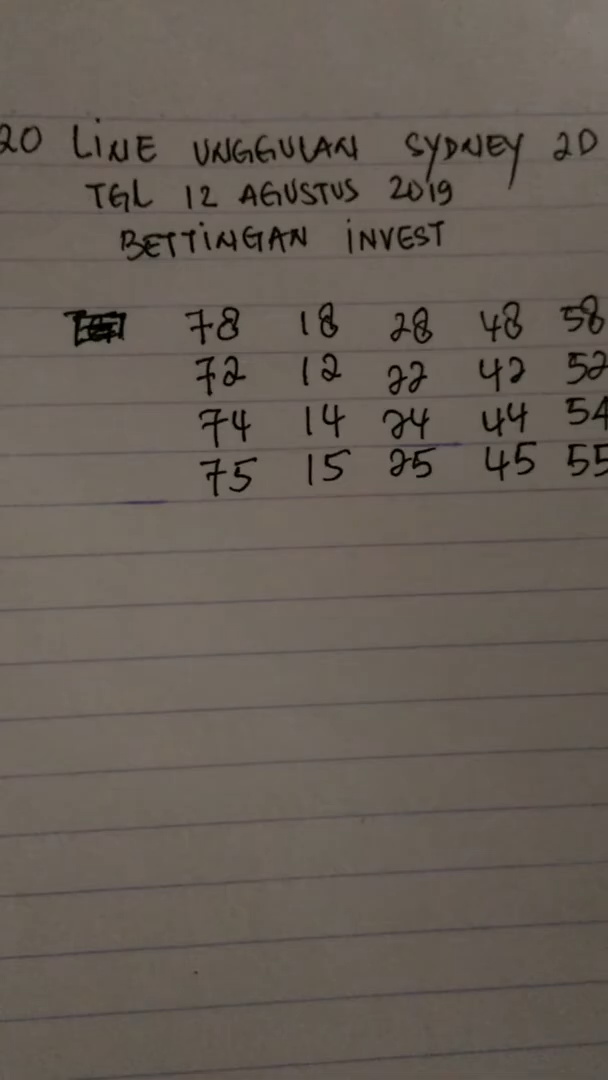 20 LINE UNGGULAN SYDNEY 2D
TGL 12 AGUSTUS 2019
BETTINGAN INVEST
78 18 28 48 58
72 12 22 42 52
74 14 24 44 54
75 15 25 45 55